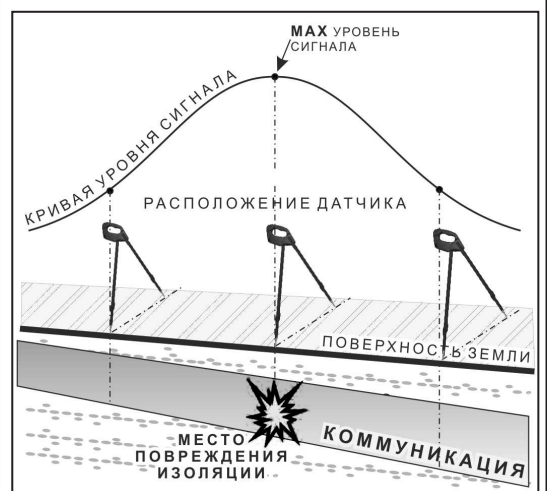 MAX УРОВЕНЬ
СИГНАЛА
КРИВАЯ УРОВНЯ СИГНАЛА
РАСПОЛОЖЕНИЕ ДАТЧИКА
ПОВЕРХНОСТЬ ЗЕМЛИ
МЕСТО
ПОВРЕЖДЕНИЯ
ИЗОЛЯЦИИ
КОММУНИКАЦИЯ